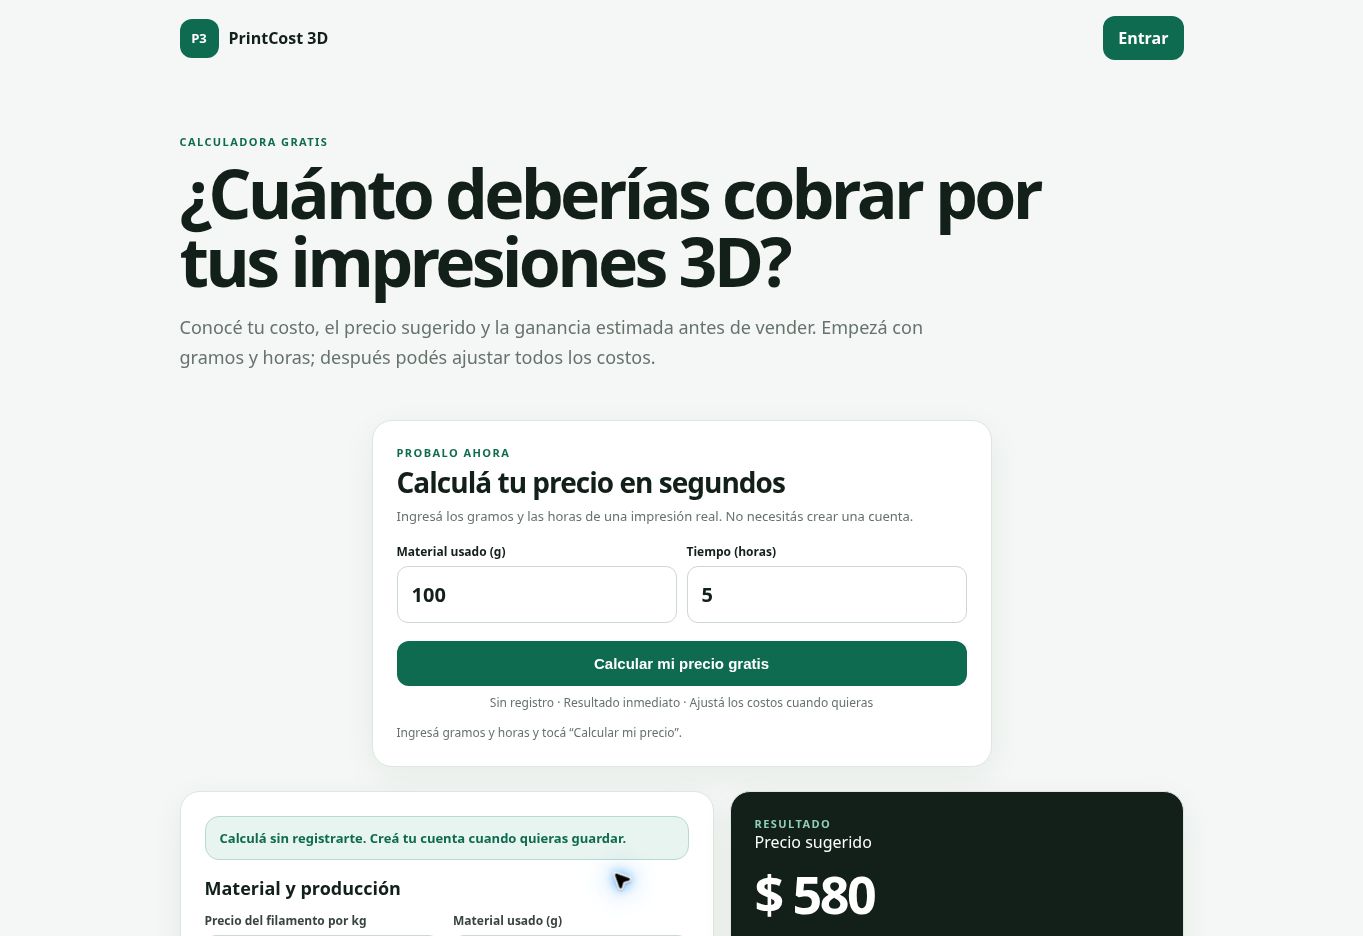 P3
PrintCost 3D
Entrar
CALCULADORA GRATIS
¿Cuánto deberías cobrar por
tus impresiones 3D?
Conocé tu costo, el precio sugerido y la ganancia estimada antes de vender. Empezá con
gramos y horas; después podés ajustar todos los costos.
PROBALO AHORA
Calculá tu precio en segundos
Ingresá los gramos y las horas de una impresión real. No necesitás crear una cuenta.
Material usado (g)
Tiempo (horas)
100
5
Calcular mi precio gratis
Sin registro · Resultado inmediato · Ajustá los costos cuando quieras
Ingresá gramos y horas y tocá “Calcular mi precio”.
Calculá sin registrarte. Creá tu cuenta cuando quieras guardar.
Material y producción
Precio del filamento por kg
Material usado (g)
RESULTADO
Precio sugerido
$ 580